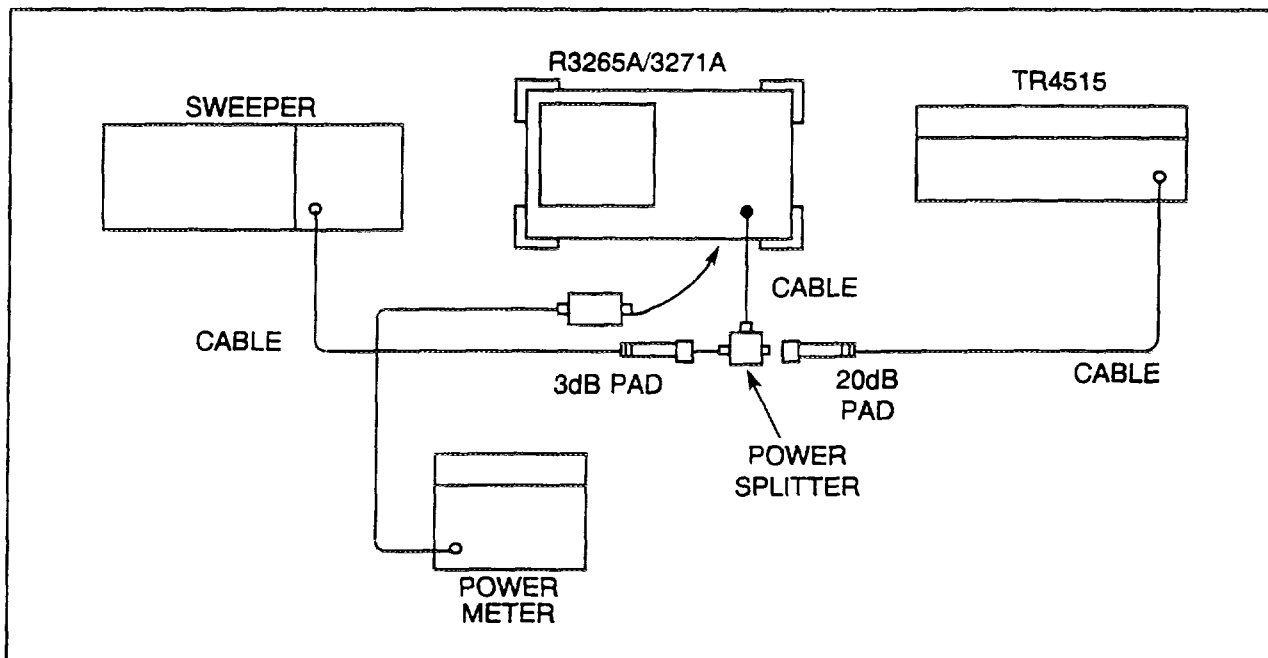 R3265A/3271A
TR4515
SWEEPER
CABLE
CABLE
3dB PAD
20dB
PAD
CABLE
POWER
SPLITTER
POWER
METER